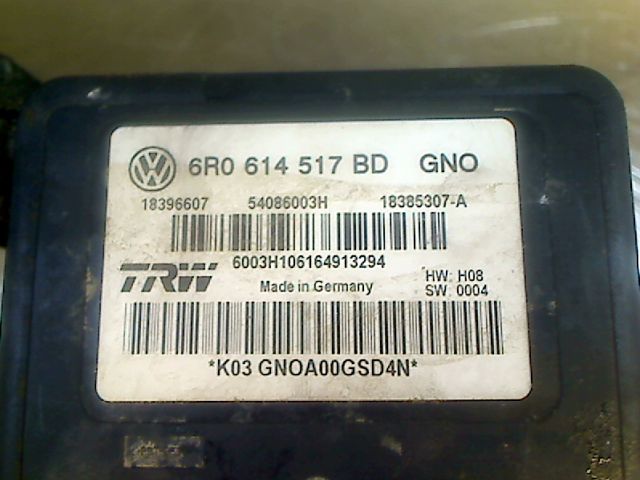 6R0 614 517 BD GNO
18396607 54086003H 18385307-A
6003H106164913294
TRW Made in Germany HW: H08
SW: 0004
*K03 GNOA00GSD4N*